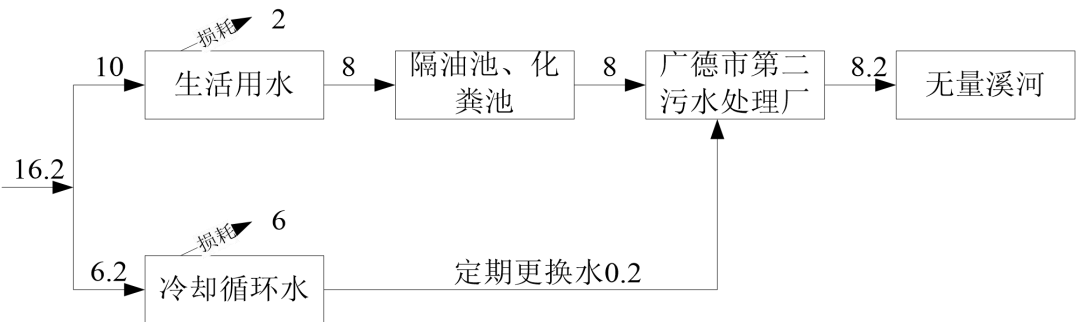 损耗 2
10
生活用水
8
隔油池、化
粪池
8
广德市第二
污水处理厂
8.2
无量溪河
16.2
损耗 6
6.2
冷却循环水
定期更换水0.2